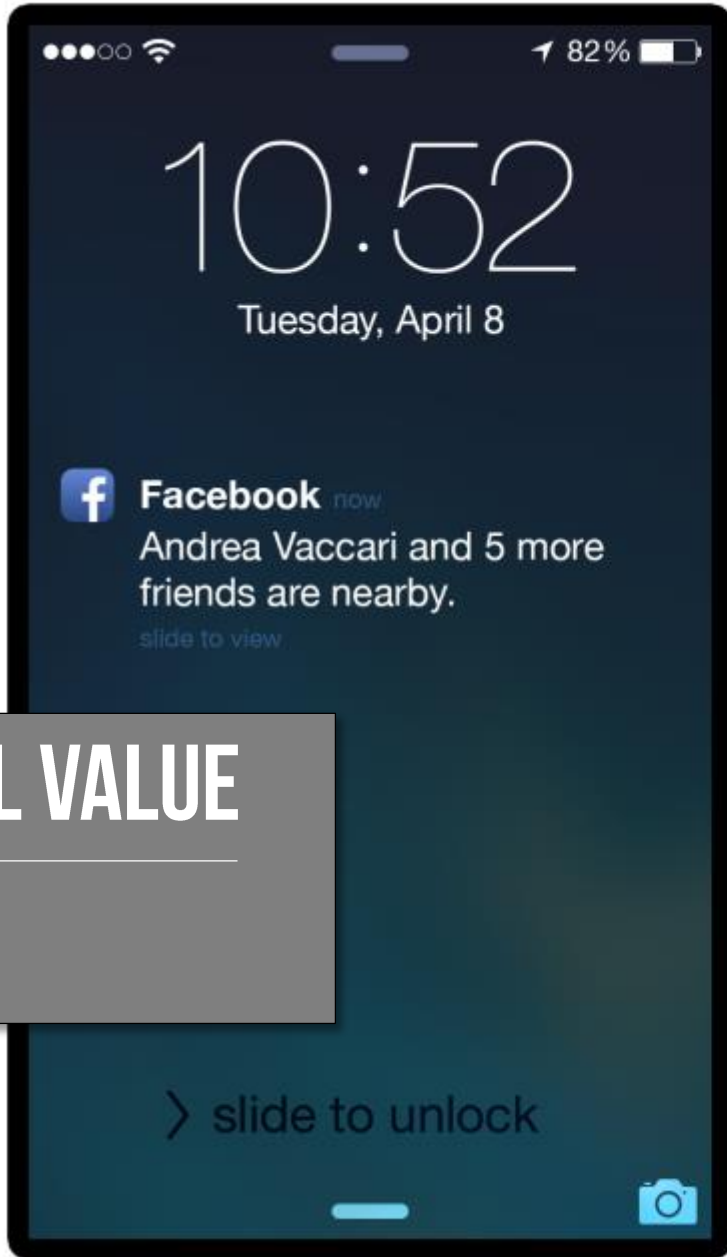 82%
10:52
Tuesday, April 8
Facebook now
Andrea Vaccari and 5 more
friends are nearby.
slide to view
L VALUE
> slide to unlock